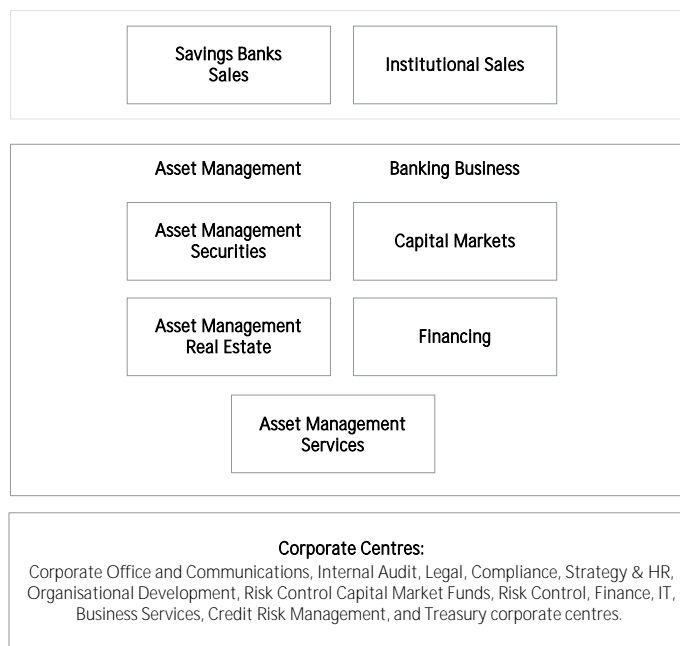 Savings Banks
Sales
Institutional Sales
Asset Management
Banking Business
Asset Management
Securities
Capital Markets
Asset Management
Real Estate
Financing
Asset Management
Services
Corporate Centres:
Corporate Office and Communications, Internal Audit, Legal, Compliance, Strategy & HR,
Organisational Development, Risk Control Capital Market Funds, Risk Control, Finance, IT,
Business Services, Credit Risk Management, and Treasury corporate centres.